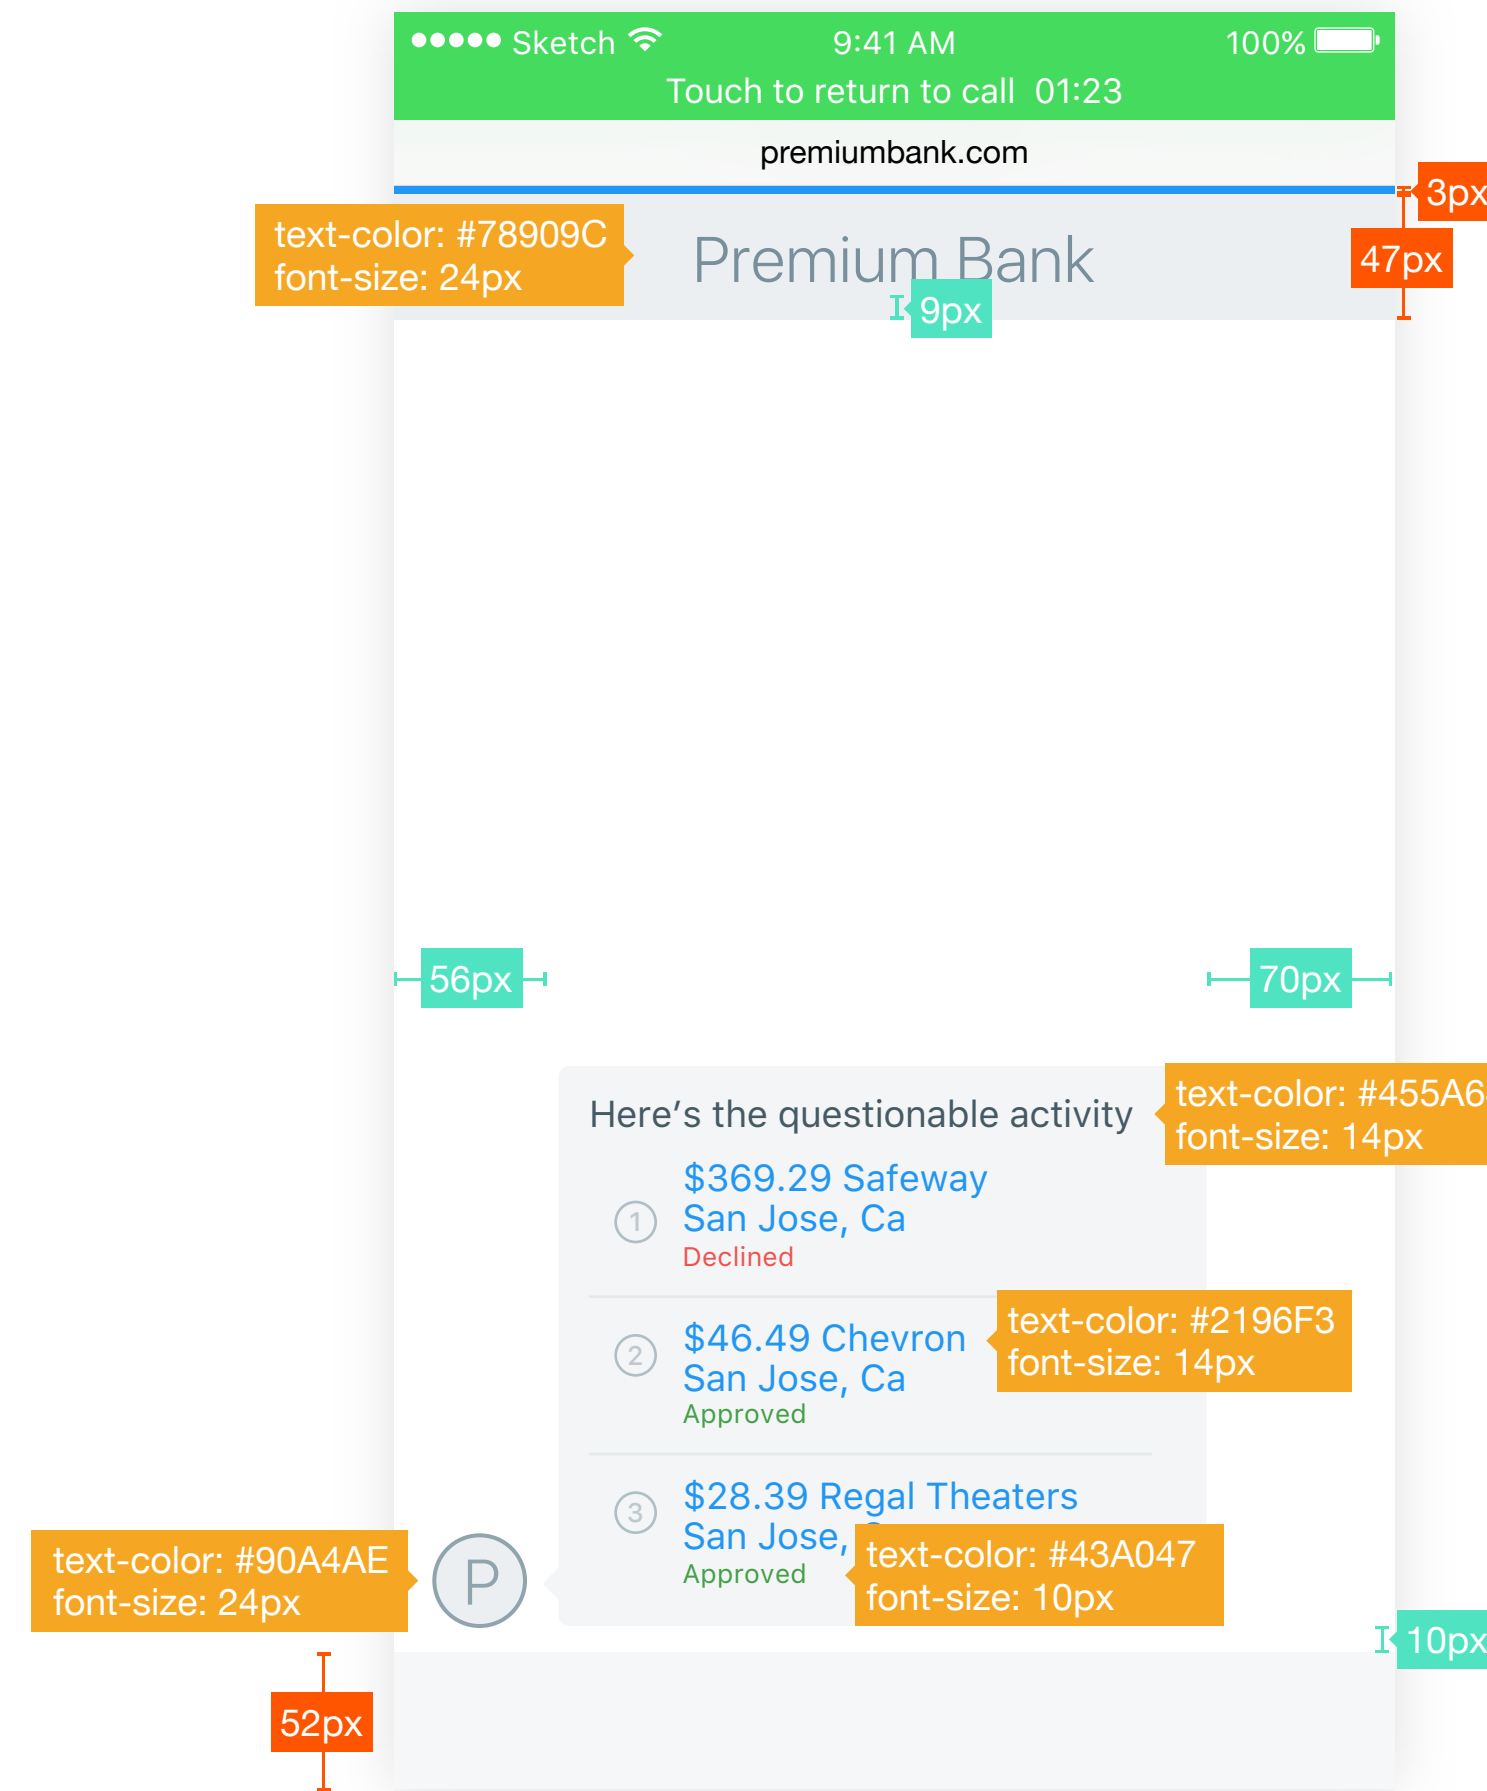 Sketch 9:41 AM 100%
Touch to return to call 01:23
premiumbank.com
3px
text-color: #78909C
font-size: 24px
Premium Bank
47px
9px
56px
70px
Here’s the questionable activity
text-color: #455A6
font-size: 14px
$369.29 Safeway
1
San Jose, Ca
Declined
$46.49 Chevron
2
San Jose, Ca
Approved
text-color: #2196F3
font-size: 14px
$28.39 Regal Theaters
3
San Jose,
Approved
text-color: #43A047
font-size: 10px
text-color: #90A4AE
font-size: 24px
P
10px
52px